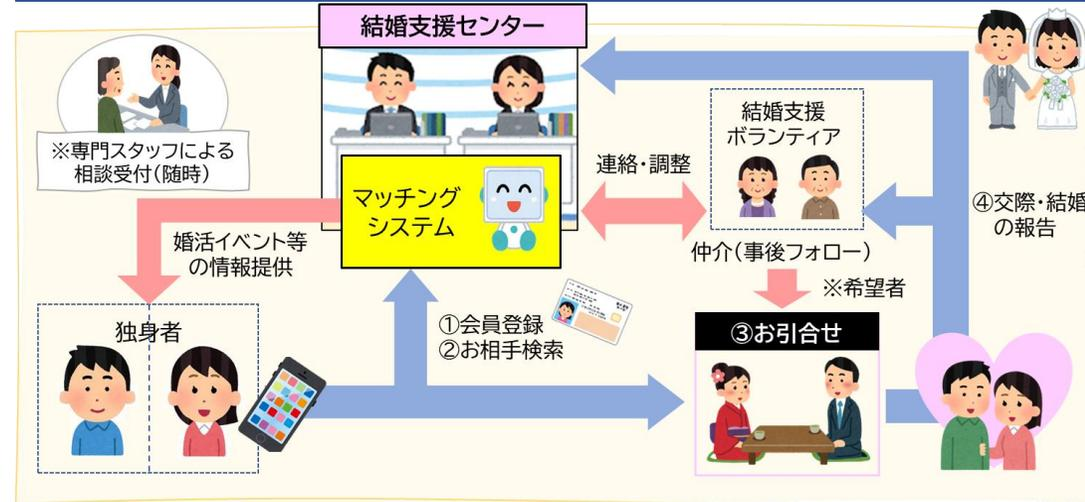 結婚支援センター
※専門スタッフによる
相談受付(随時)
マッチング
システム
連絡・調整
結婚支援
ボランティア
④交際・結婚
の報告
婚活イベント等
の情報提供
仲介(事後フォロー)
※希望者
独身者
①会員登録
②お相手検索
③お引合せ